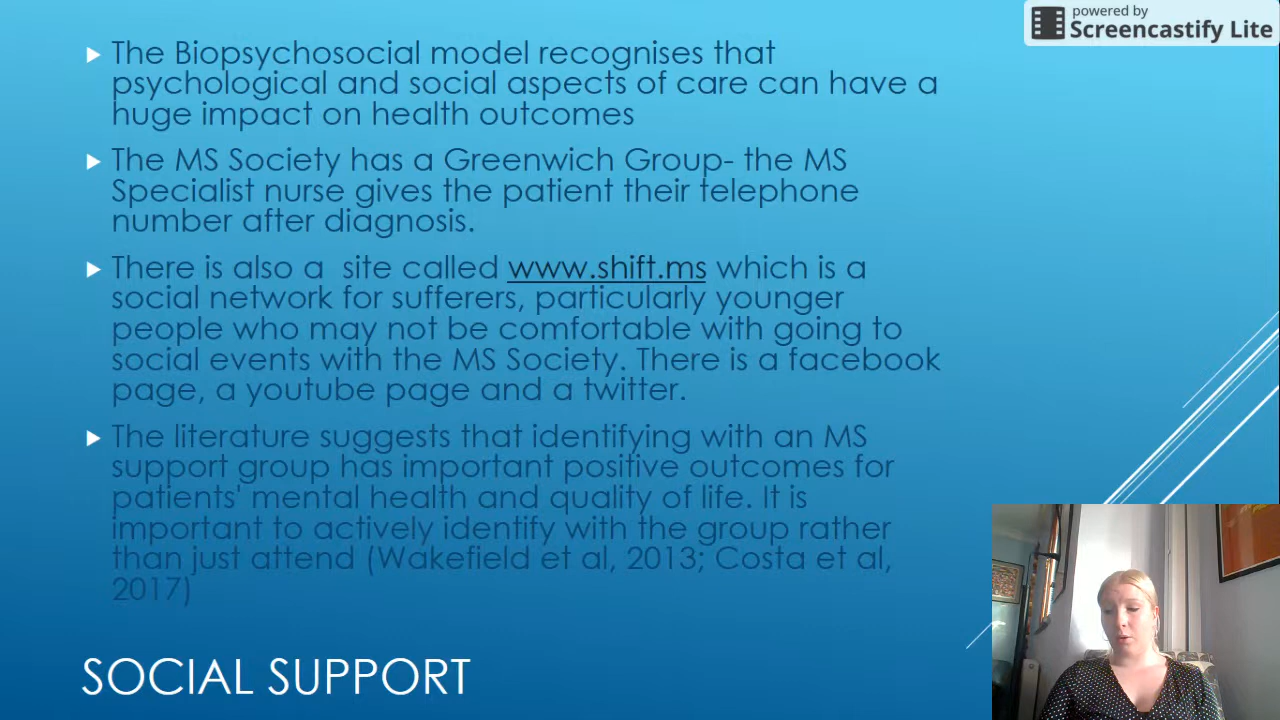 powered by
Screencastify Lite
The Biopsychosocial model recognises that
psychological and social aspects of care can have a
huge impact on health outcomes
The MS Society has a Greenwich Group- the MS
Specialist nurse gives the patient their telephone
number after diagnosis.
There is also a  site called www.shift.ms which is a
social network for sufferers, particularly younger
people who may not be comfortable with going to
social events with the MS Society. There is a facebook
page, a youtube page and a twitter.
The literature suggests that identifying with an MS
support group has important positive outcomes for
patients' mental health and quality of life. It is
important to actively identify with the group rather
than just attend (Wakefield et al, 2013; Costa et al,
2017)
SOCIAL SUPPORT